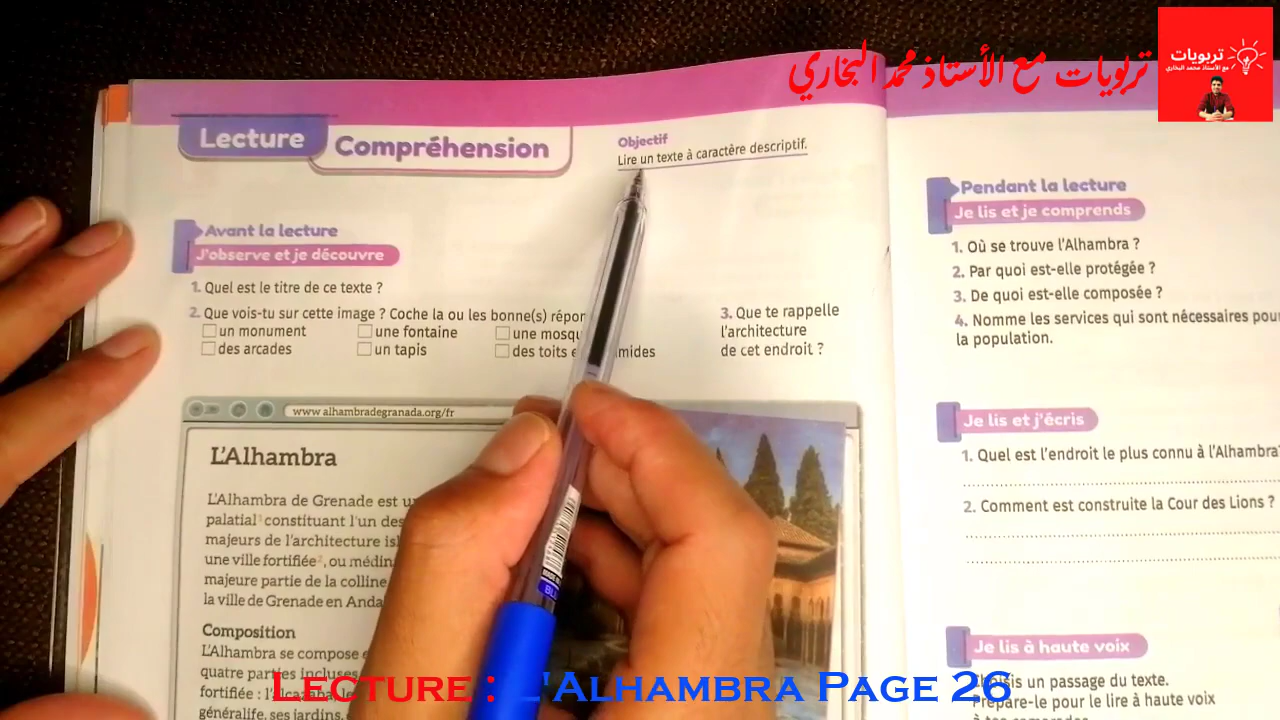 تربويات مع الأستاذ محمد البخاري
تربويات
مع الأستاذ محمد البخاري
Lecture Compréhension
Objectif
Lire un texte à caractère descriptif.
Avant la lecture
J'observe et je découvre
1. Quel est le titre de ce texte ?
2. Que vois-tu sur cette image ? Coche la ou les bonne(s)
un monument une fontaine une
des arcades un tapis des toits
3. Que te rappelle
l'architecture
de cet endroit ?
www.alhambradegranada.org/fr
L'Alhambra
L'Alhambra de Grenade est
palatial¹ constituant l'un des
majeurs de l'architecture
une ville fortifiée², ou
majeure partie de la colline
la ville de Grenade en
Composition
L'Alhambra se compose
quatre parties incluses
fortifiée : l'alcazaba,
généralife, ses jardins,
Pendant la lecture
Je lis et je comprends
1. Où se trouve l'Alhambra ?
2. Par quoi est-elle protégée ?
3. De quoi est-elle composée ?
4. Nomme les services qui sont nécessaires pour
la population.
Je lis et j'écris
1. Quel est l'endroit le plus connu à l'Alhambra?
2. Comment est construite la Cour des Lions ?
Je lis à haute voix
Choisis un passage du texte.
Prépare-le pour le lire à haute voix
Lecture : L'Alhambra Page 26